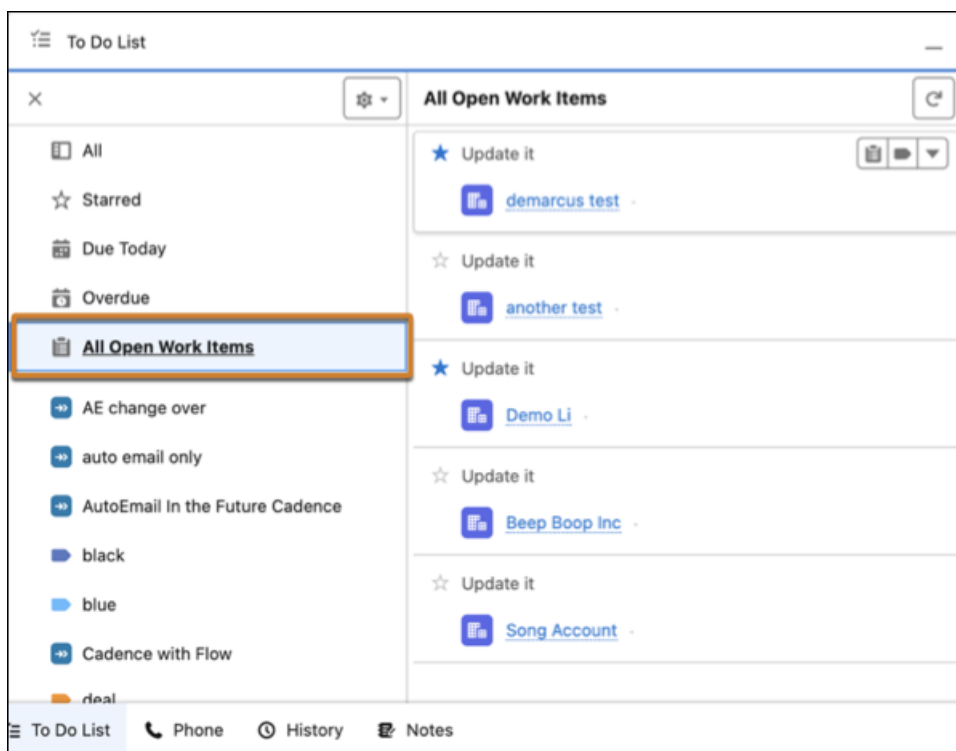 To Do List
All
Starred
Due Today
Overdue
All Open Work Items
AE change over
auto email only
AutoEmail In the Future Cadence
black
blue
Cadence with Flow
deal
All Open Work Items
Update it
demarcus test
Update it
another test
Update it
Demo Li
Update it
Beep Boop Inc
Update it
Song Account
To Do List
Phone
History
Notes